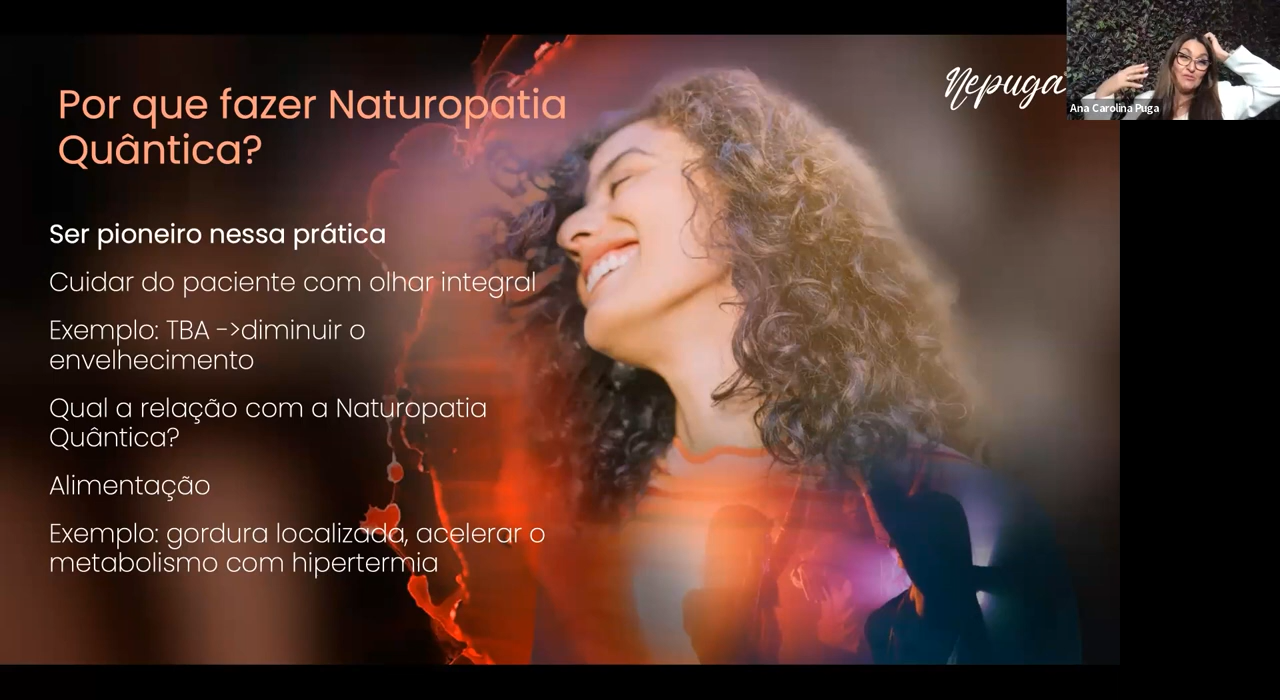 Por que fazer Naturopatia
Quântica?
Nepuga
Ana Carolina Puga
Ser pioneiro nessa prática
Cuidar do paciente com olhar integral
Exemplo: TBA ->diminuir o
envelhecimento
Qual a relação com a Naturopatia
Quântica?
Alimentação
Exemplo: gordura localizada, acelerar o
metabolismo com hipertermia